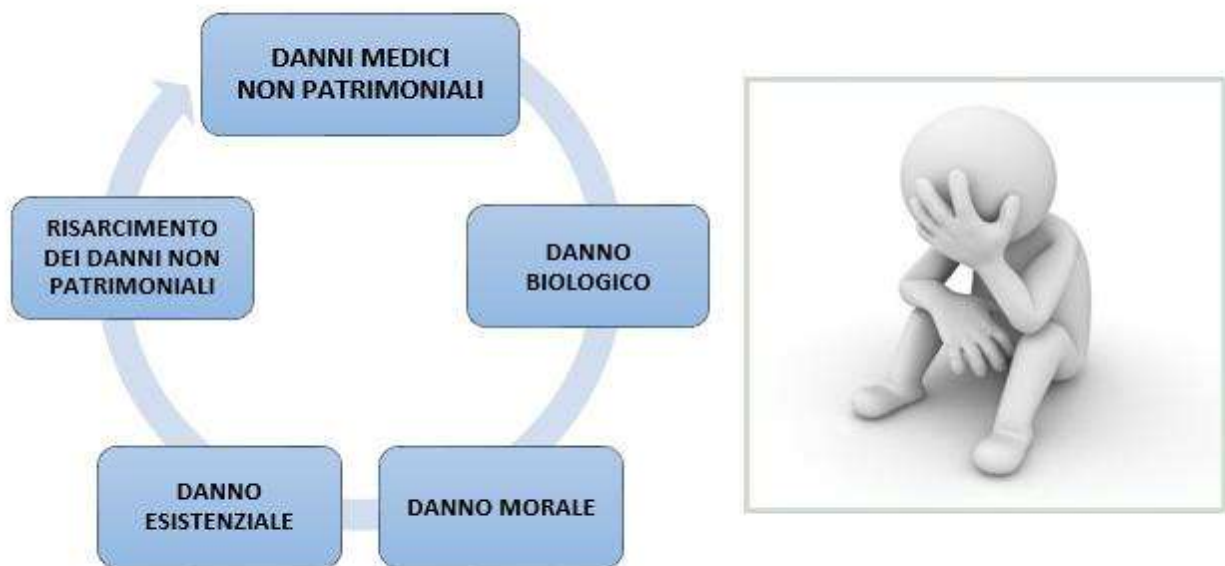 DANNI MEDICI
NON PATRIMONIALI
DANNO
BIOLOGICO
DANNO MORALE
DANNO
ESISTENZIALE
RISARCIMENTO
DEI DANNI NON
PATRIMONIALI